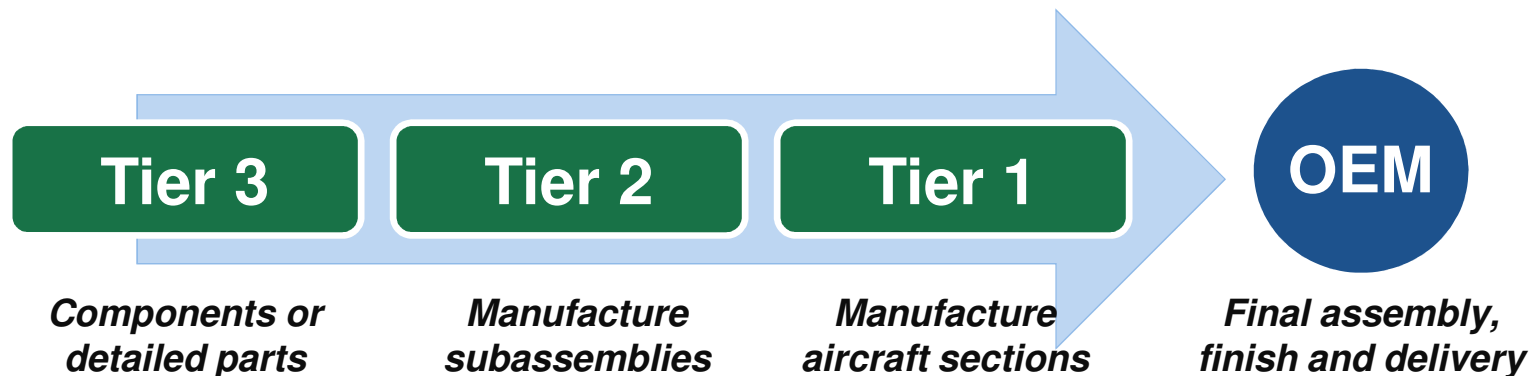 Tier 3
Tier 2
Tier 1
OEM
Components or
detailed parts
Manufacture
subassemblies
Manufacture
aircraft sections
Final assembly,
finish and delivery